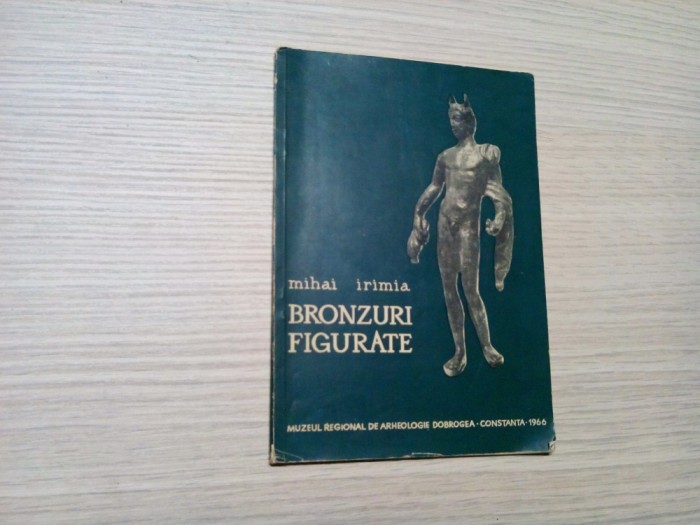 mihai irimia
BRONZURI
FIGURATE
MUZEUL REGIONAL DE ARHEOLOGIE DOBROGEA · CONSTANTA · 1966